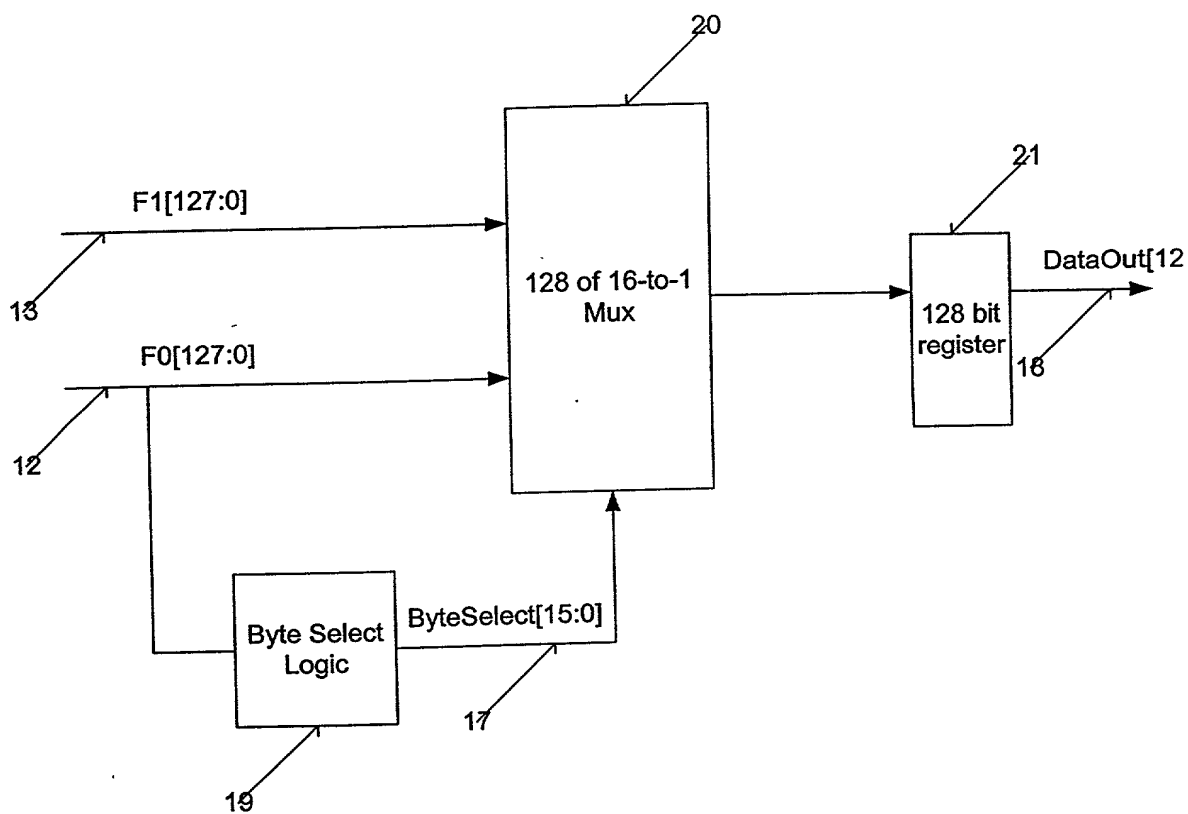 20
21
F1[127:0]
DataOut[12
13
128 of 16-to-1
Mux
128 bit
register
F0[127:0]
18
12
Byte Select
Logic
ByteSelect[15:0]
17
19